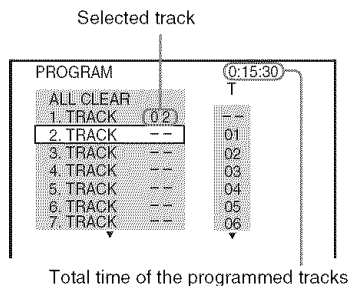 Selected track
PROGRAM 0:15:30
T
ALL CLEAR
1. TRACK 0 2 – –
2. TRACK – – 01
3. TRACK – – 02
4. TRACK – – 03
5. TRACK – – 04
6. TRACK – – 05
7. TRACK – – 06
Total time of the programmed tracks